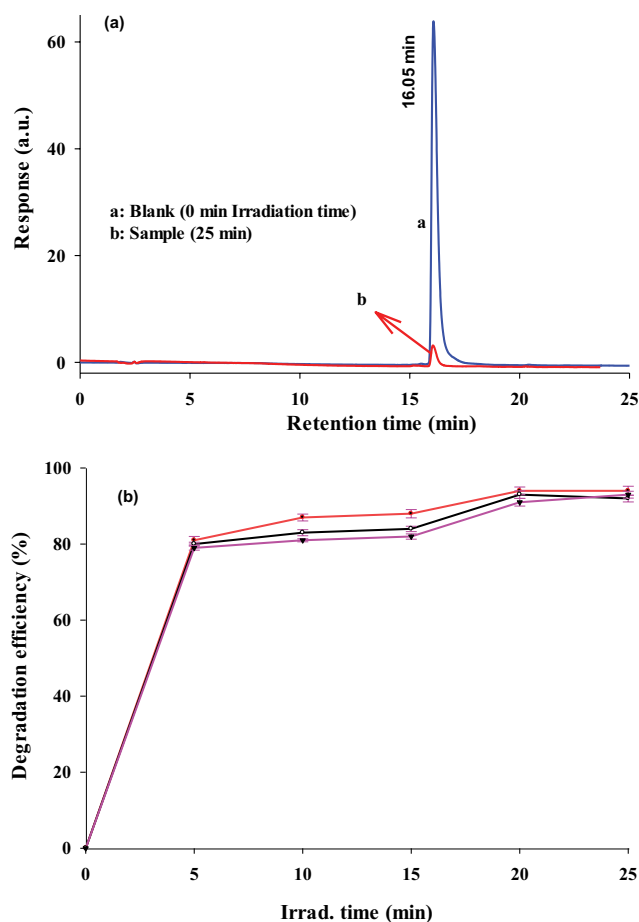 (a)
60
40
20
0
Response (a.u.)
16.05 min
a: Blank (0 min Irradiation time)
b: Sample (25 min)
a
b
0 5 10 15 20 25
Retention time (min)
(b)
100
80
60
40
20
0
Degradation efficiency (%)
0 5 10 15 20 25
Irrad. time (min)